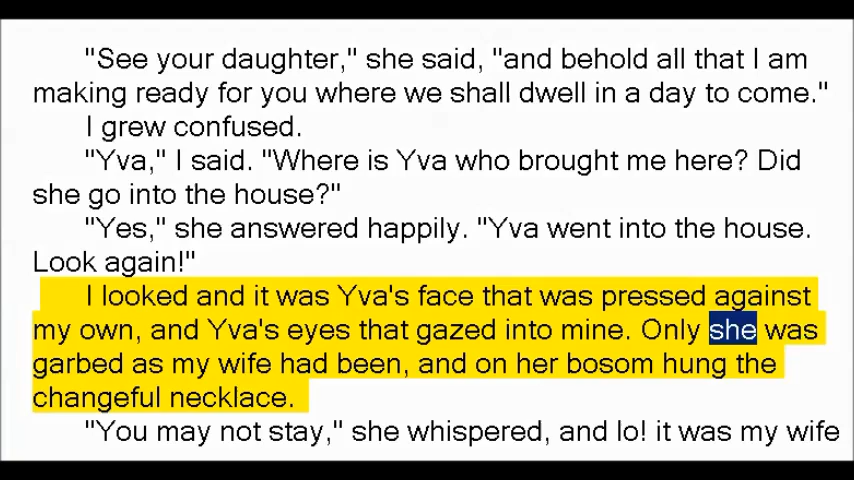 "See your daughter," she said, "and behold all that I am
making ready for you where we shall dwell in a day to come."
I grew confused.
"Yva," I said. "Where is Yva who brought me here? Did
she go into the house?"
"Yes," she answered happily. "Yva went into the house.
Look again!"
I looked and it was Yva's face that was pressed against
my own, and Yva's eyes that gazed into mine. Only she was
garbed as my wife had been, and on her bosom hung the
changeful necklace.
"You may not stay," she whispered, and lo! it was my wife